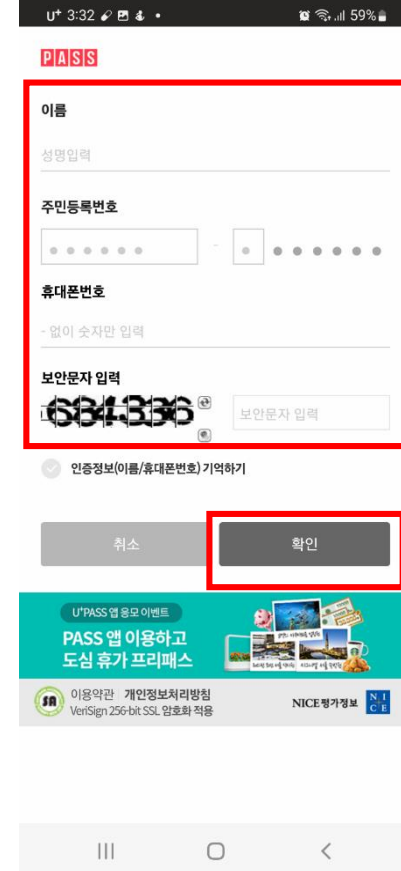 U⁺ 3:32 59%
PASS
이름
성명입력
주민등록번호
-
휴대폰번호
- 없이 숫자만 입력
보안문자 입력
684336
보안문자 입력
인증정보(이름/휴대폰번호) 기억하기
취소 확인
U⁺PASS 앱 응모 이벤트
PASS 앱 이용하고
도심 휴가 프리패스
이용약관 개인정보처리방침
VeriSign 256-bit SSL 암호화 적용
NICE평가정보
NICE